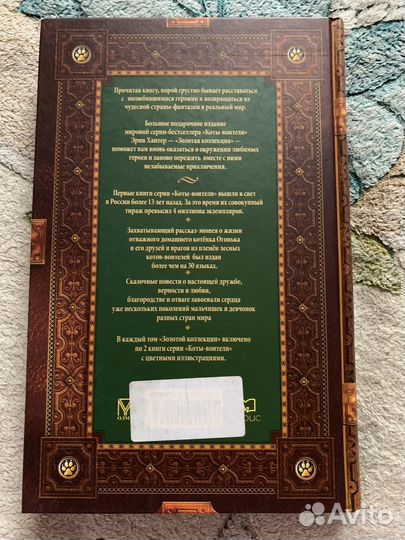 Прочитав книгу, порой грустно бывает расставаться
с полюбившимися героями и возвращаться из
чудесной страны-фантазии в реальный мир.
Большое подарочное издание
мировой серии-бестселлера «Коты-воители»
Эрин Хантер — «Золотая коллекция» —
поможет вам вновь оказаться в окружении любимых
героев и заново пережить вместе с ними
незабываемые приключения.
Первые книги серии «Коты-воители» вышли в свет
в России более 13 лет назад. За это время их совокупный
тираж превысил 4 миллиона экземпляров.
Захватывающий рассказ-эпопея о жизни
отважного домашнего котёнка Огонька
и его друзей и врагов из племён лесных
котов-воителей был издан
более чем на 30 языках.
Сказочные повести о настоящей дружбе,
верности и любви,
благородстве и отваге завоевали сердца
уже нескольких поколений мальчишек и девчонок
разных стран мира
В каждый том «Золотой коллекции» включено
по 2 книги серии «Коты-воители»
с цветными иллюстрациями.
Avito